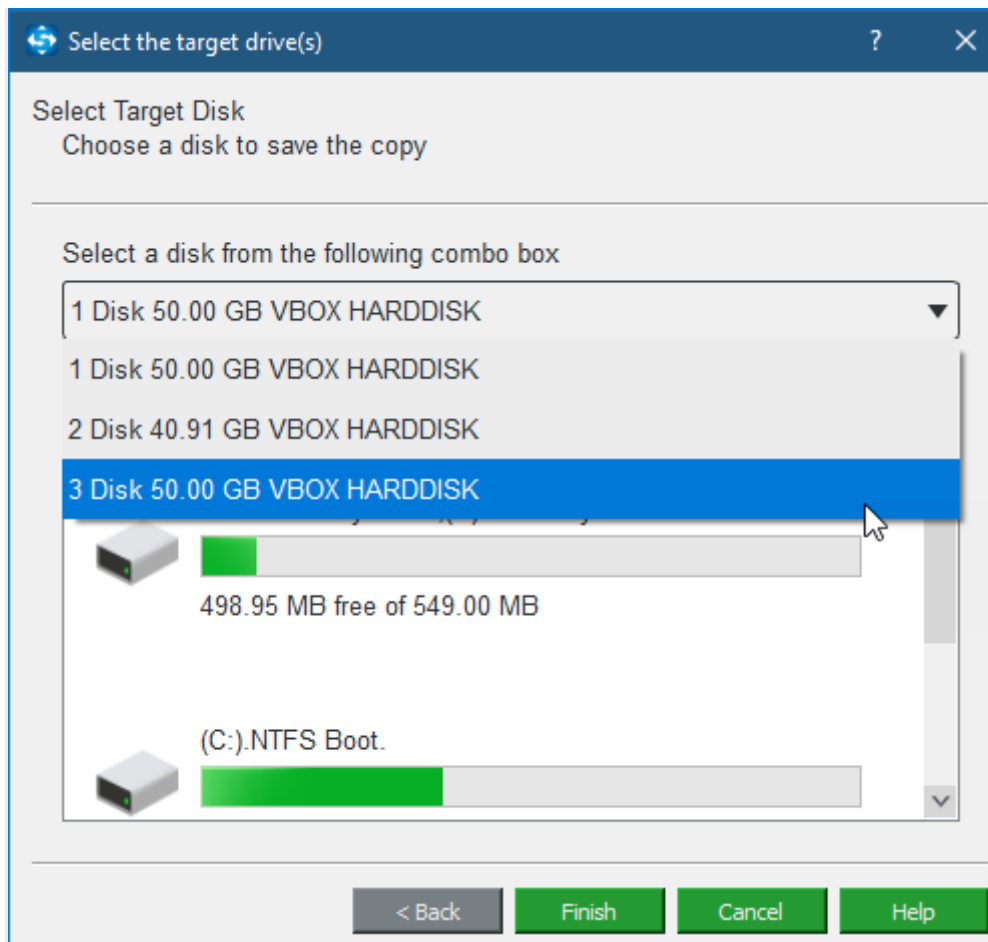 Select the target drive(s)
?
Select Target Disk
Choose a disk to save the copy
Select a disk from the following combo box
1 Disk 50.00 GB VBOX HARDDISK
1 Disk 50.00 GB VBOX HARDDISK
2 Disk 40.91 GB VBOX HARDDISK
3 Disk 50.00 GB VBOX HARDDISK
498.95 MB free of 549.00 MB
(C:).NTFS Boot.
< Back
Finish
Cancel
Help